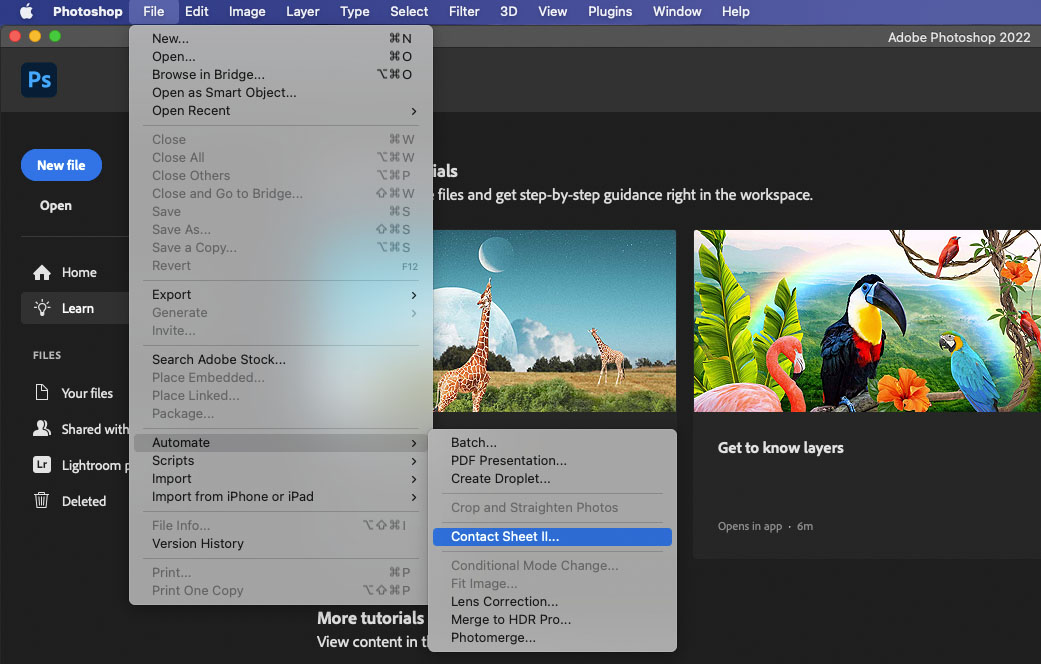 Photoshop File Edit Image Layer Type Select Filter 3D View Plugins Window Help
Adobe Photoshop 2022
Ps
New file
Open
Home
Learn
FILES
Your files
Shared with
Lightroom
Lr
Deleted
New... ⌘N
Open... ⌘O
Browse in Bridge... ⌥⌘O
Open as Smart Object...
Open Recent >
Close ⌘W
Close All ⌥⌘W
Close Others ⌥⌘P
Close and Go to Bridge... ⇧⌘W
Save ⌘S
Save As... ⇧⌘S
Save a Copy... ⌥⌘S
Revert F12
Export >
Generate >
Invite...
Search Adobe Stock...
Place Embedded...
Place Linked...
Package...
Automate >
Scripts >
Import >
Import from iPhone or iPad >
File Info... ⌥⇧⌘I
Version History
Print... ⌘P
Print One Copy ⌥⇧⌘P
Batch...
PDF Presentation...
Create Droplet...
Crop and Straighten Photos
Contact Sheet II...
Conditional Mode Change...
Fit Image...
Lens Correction...
Merge to HDR Pro...
Photomerge...
ials
files and get step-by-step guidance right in the workspace.
Get to know layers
Opens in app · 6m
More tutorials
View content in t